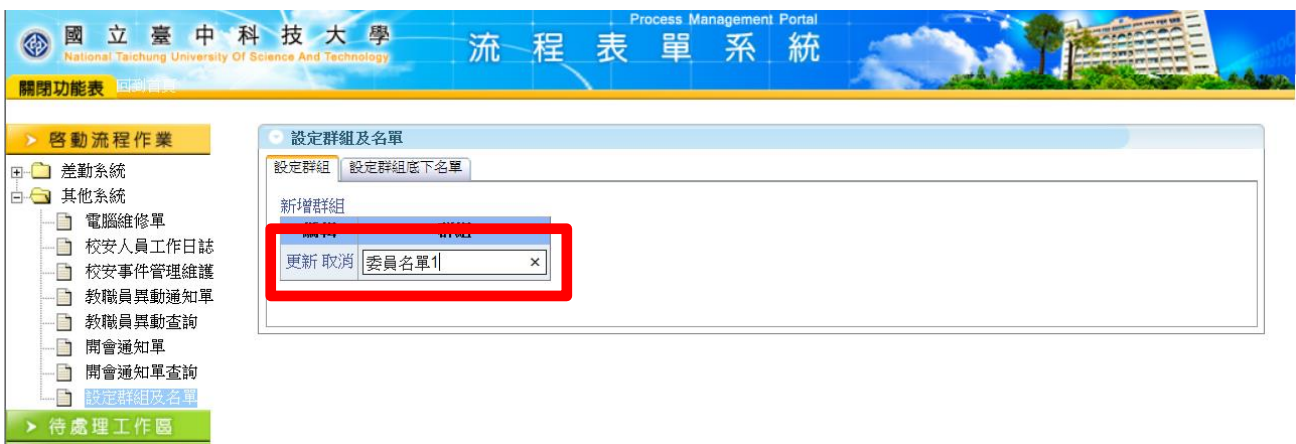 Process Management Portal
國 立 臺 中 科 技 大 學
National Taichung University Of Science And Technology
流 程 表 單 系 統
關閉功能表 回到首頁
啓動流程作業
差勤系統
其他系統
電腦維修單
校安人員工作日誌
校安事件管理維護
教職員異動通知單
教職員異動查詢
開會通知單
開會通知單查詢
設定群組及名單
待處理工作區
設定群組及名單
設定群組 設定群組底下名單
新增群組
編輯 群組
更新 取消 委員名單1 ×